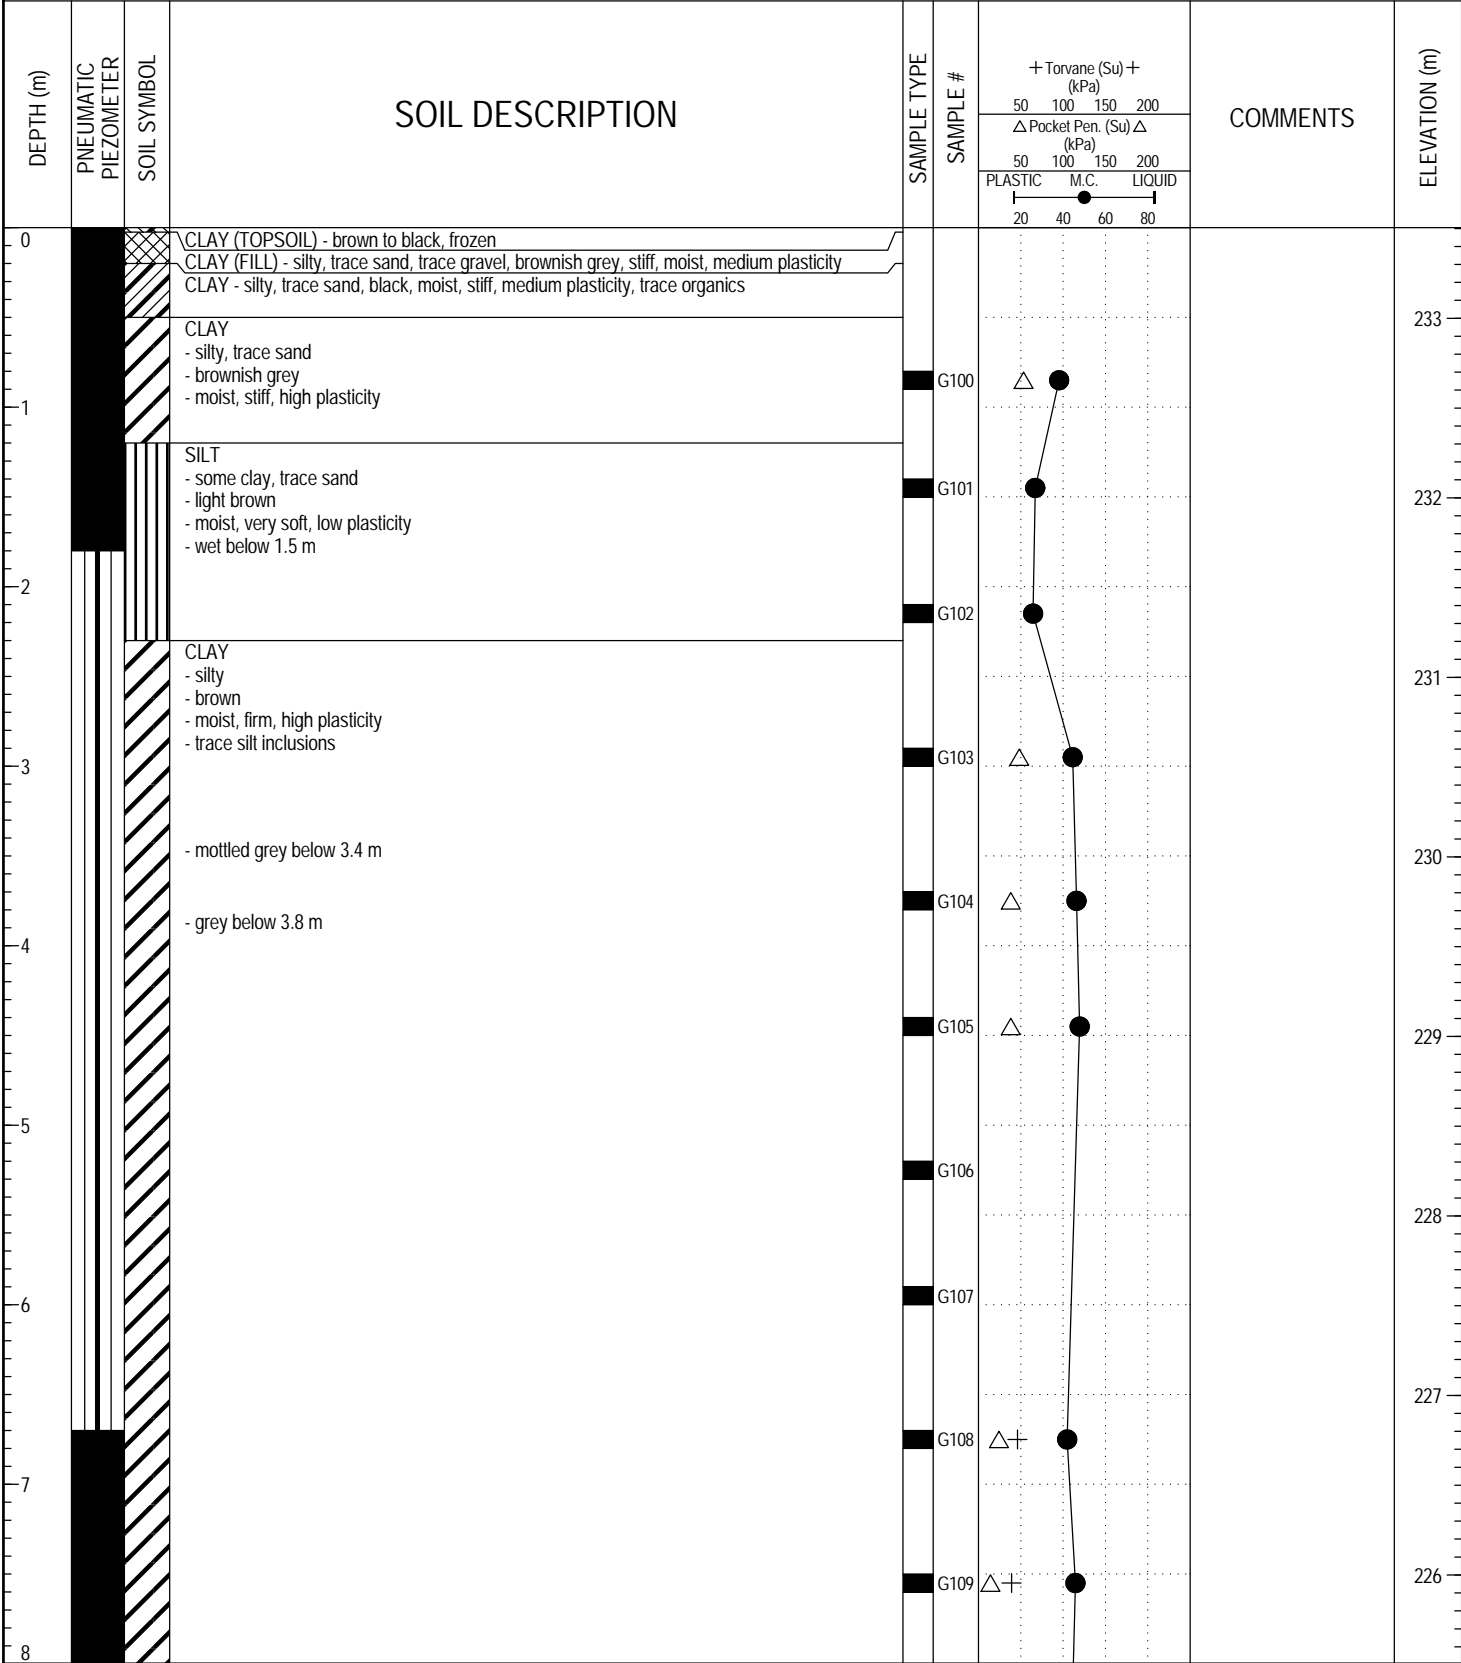 DEPTH (m)
PNEUMATIC
PIEZOMETER
SOIL SYMBOL
SOIL DESCRIPTION
SAMPLE TYPE
SAMPLE #
+ Torvane (Su) +
(kPa)
50 100 150 200
△ Pocket Pen. (Su) △
(kPa)
50 100 150 200
PLASTIC M.C. LIQUID
20 40 60 80
COMMENTS
ELEVATION (m)
0
CLAY (TOPSOIL) - brown to black, frozen
CLAY (FILL) - silty, trace sand, trace gravel, brownish grey, stiff, moist, medium plasticity
CLAY - silty, trace sand, black, moist, stiff, medium plasticity, trace organics
233
CLAY
- silty, trace sand
- brownish grey
G100
- moist, stiff, high plasticity
1
SILT
- some clay, trace sand
G101
- light brown
232
- moist, very soft, low plasticity
- wet below 1.5 m
2
G102
CLAY
- silty
231
- brown
- moist, firm, high plasticity
- trace silt inclusions
G103
3
- mottled grey below 3.4 m
230
G104
- grey below 3.8 m
4
G105
229
5
G106
228
G107
6
227
G108
7
226
G109
8